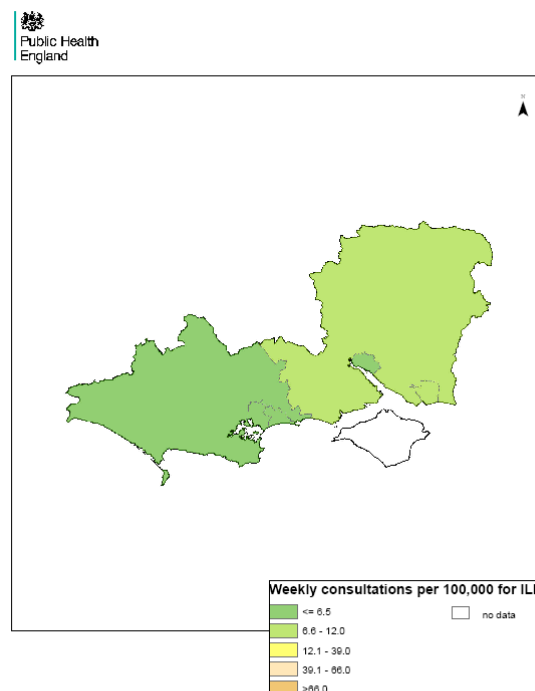 Public Health
England
N
Weekly consultations per 100,000 for ILI
<= 6.5
no data
6.6 - 12.0
12.1 - 39.0
39.1 - 66.0
>66.0